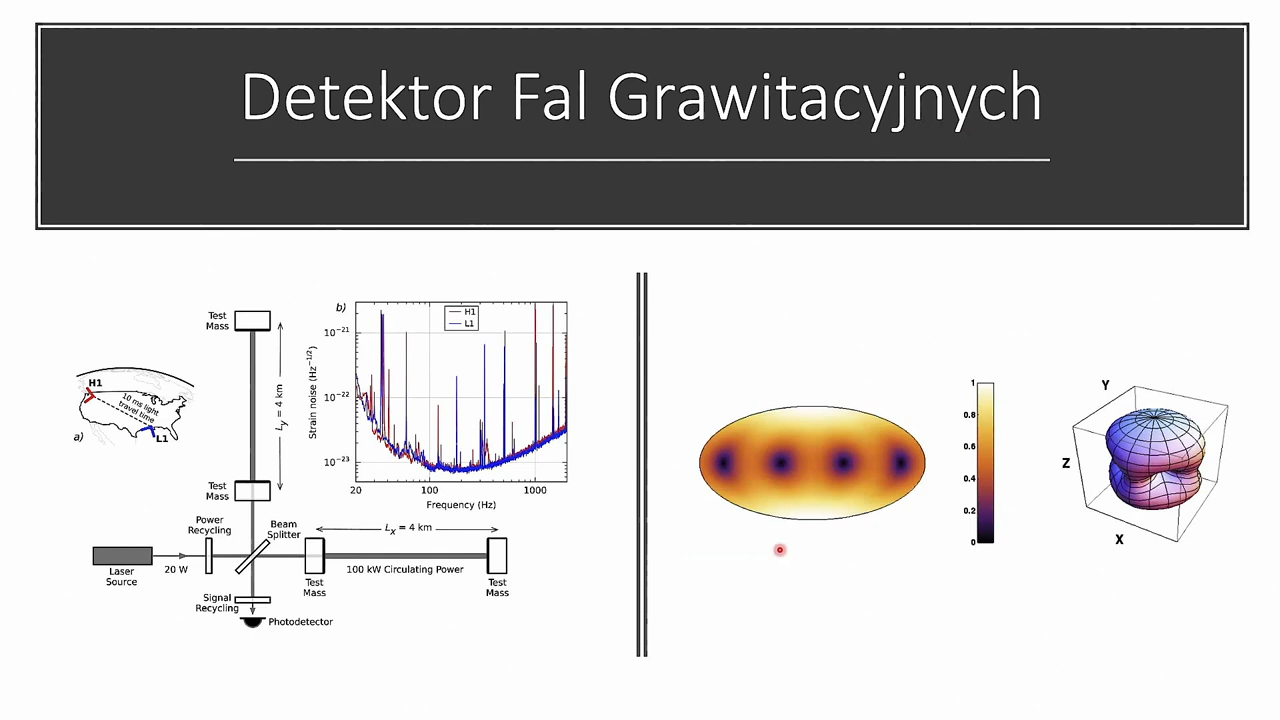 Detektor Fal Grawitacyjnych
a)
H1
10 ms light
travel time
L1
Test
Mass
Ly = 4 km
Test
Mass
Power
Recycling
Beam
Splitter
Lx = 4 km
Laser
Source
20 W
Test
Mass
100 kW Circulating Power
Test
Mass
Signal
Recycling
Photodetector
b)
H1
L1
Strain noise (Hz⁻¹/²)
10⁻²¹
10⁻²²
10⁻²³
20
100
1000
Frequency (Hz)
1
0.8
0.6
0.4
0.2
0
Y
Z
X